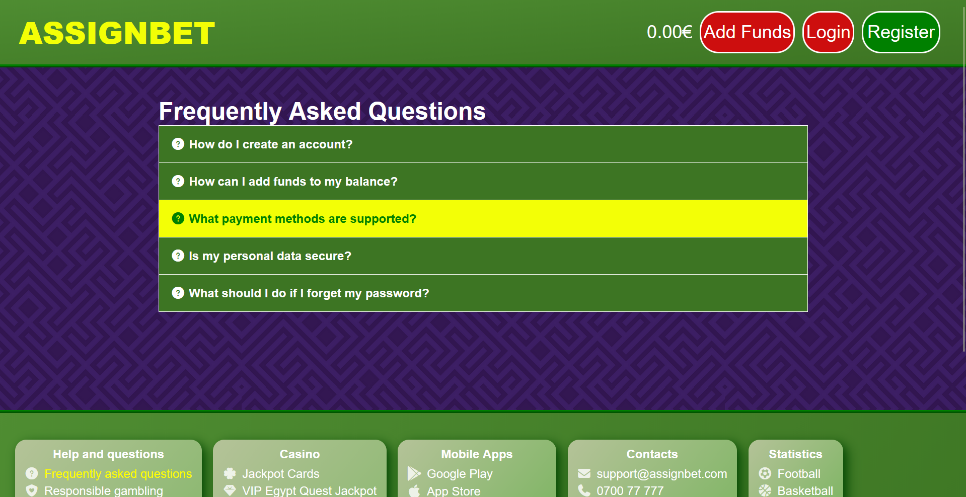 ASSIGNBET
0.00€ Add Funds Login Register
Frequently Asked Questions
How do I create an account?
How can I add funds to my balance?
What payment methods are supported?
Is my personal data secure?
What should I do if I forget my password?
Help and questions
Frequently asked questions
Responsible gambling
Casino
Jackpot Cards
VIP Egypt Quest Jackpot
Mobile Apps
Google Play
App Store
Contacts
support@assignbet.com
0700 77 777
Statistics
Football
Basketball